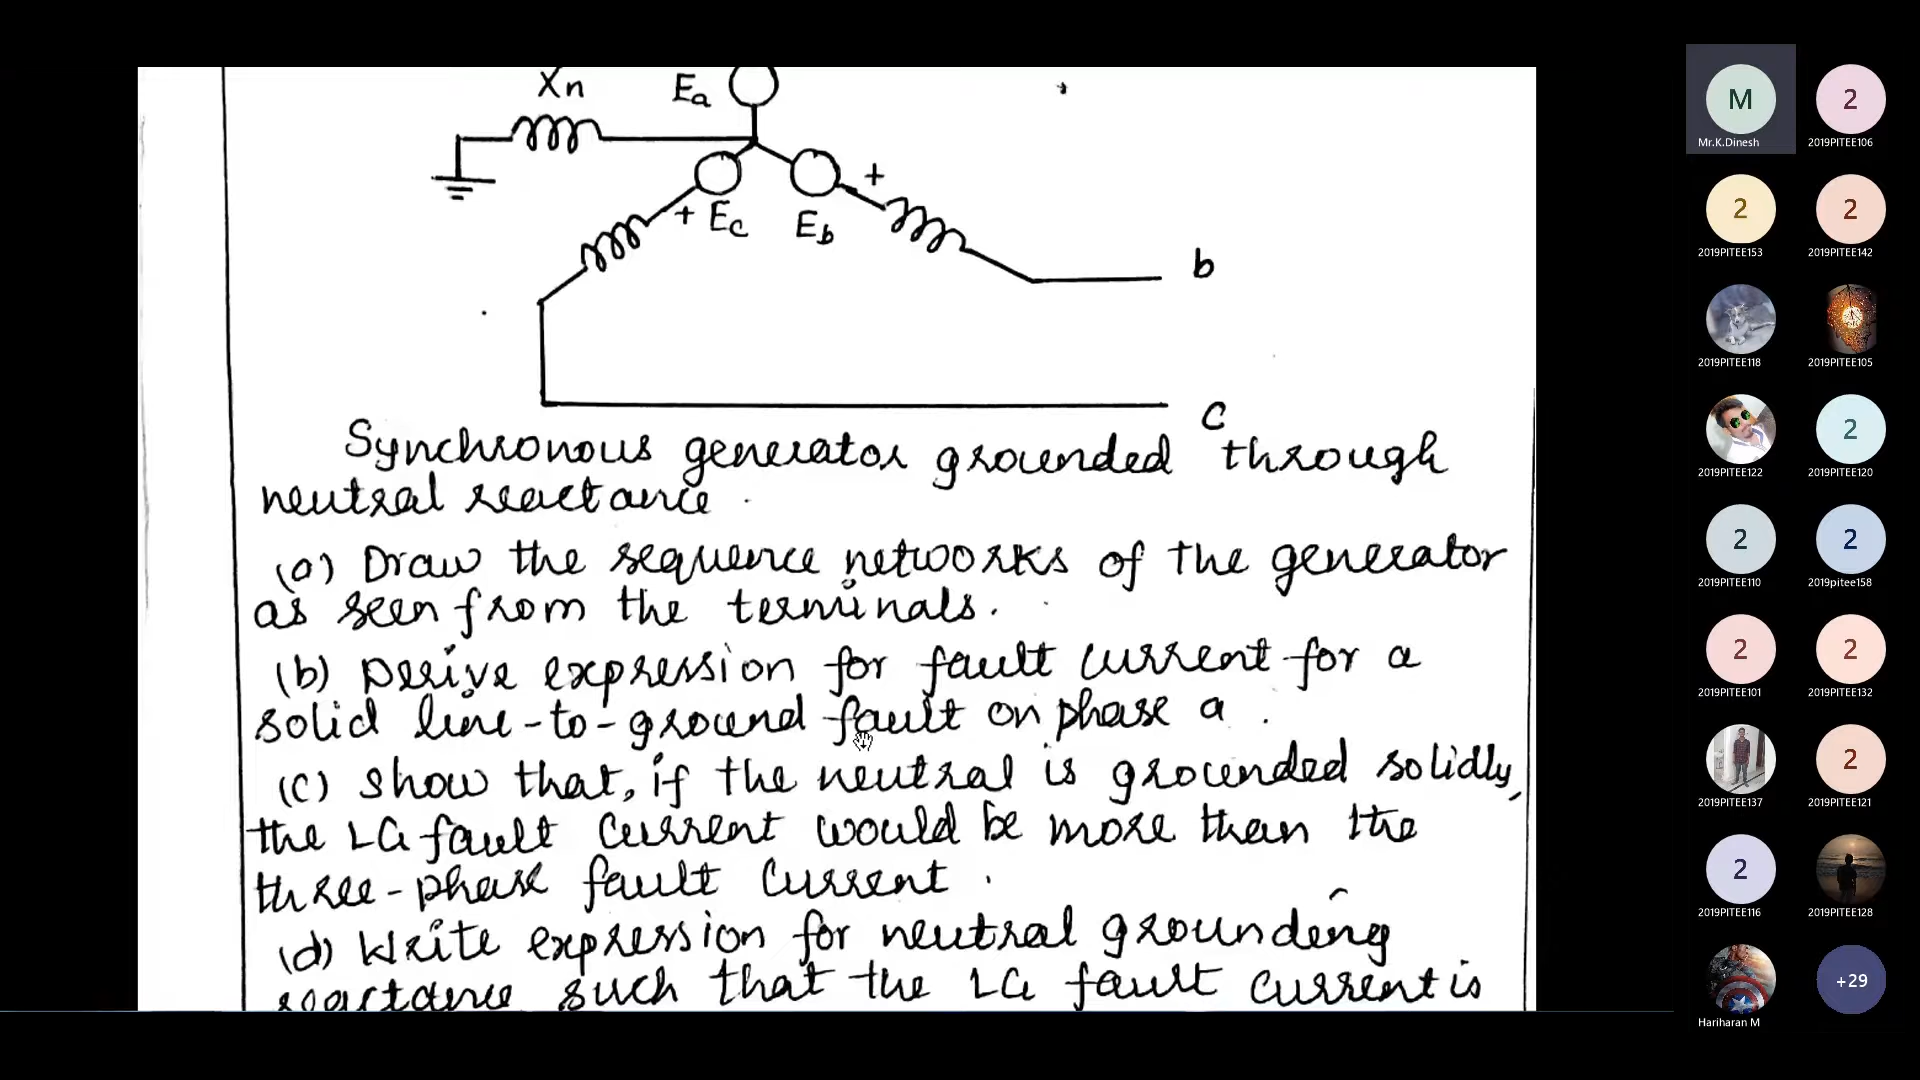 Xn
Ea
+
+ Ec
Eb
b
c
Synchronous generator grounded through
neutral reactance.
(a) Draw the sequence networks of the generator
as seen from the terminals.
(b) Derive expression for fault current for a
solid line-to-ground fault on phase a.
(c) show that, if the neutral is grounded solidly,
the LG fault current would be more than the
three-phase fault current.
(d) Write expression for neutral grounding
reactance such that the LG fault current is
M
Mr.K.Dinesh
2
2019PITEE106
2
2019PITEE153
2
2019PITEE142
2019PITEE118
2019PITEE105
2019PITEE122
2
2019PITEE120
2
2019PITEE110
2
2019pitee158
2
2019PITEE101
2
2019PITEE132
2019PITEE137
2
2019PITEE121
2
2019PITEE116
2019PITEE128
Hariharan M
+29